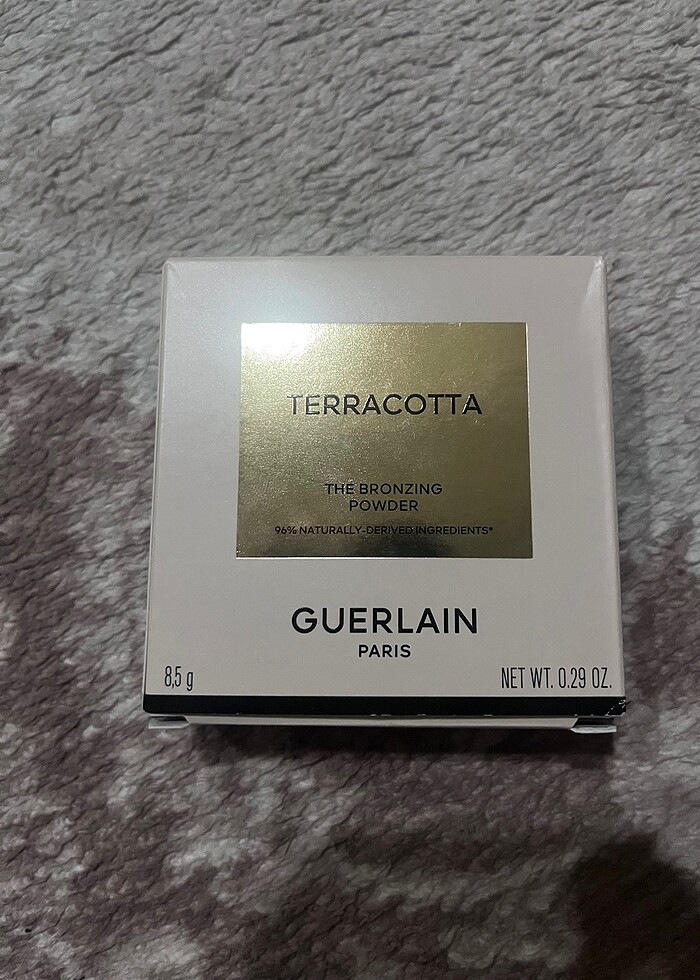 TERRACOTTA
THE BRONZING
POWDER
96% NATURALLY-DERIVED INGREDIENTS*
GUERLAIN
PARIS
8,5 g
NET WT. 0.29 OZ.